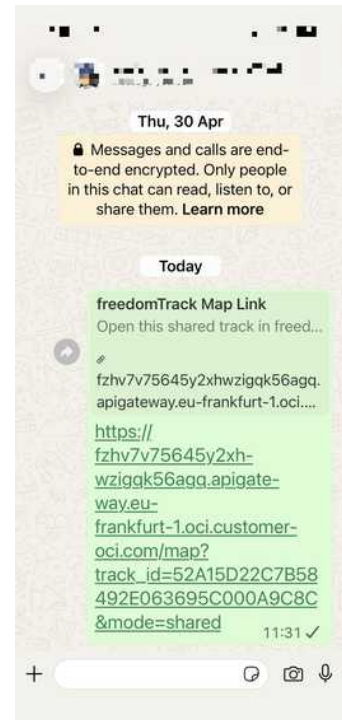 Thu, 30 Apr
Messages and calls are end-
to-end encrypted. Only people
in this chat can read, listen to, or
share them. Learn more
Today
freedomTrack Map Link
Open this shared track in freed...
fzhv7v75645y2xhwzigqk56agq.
apigateway.eu-frankfurt-1.oci....
https://
fzhv7v75645y2xh-
wzigqk56agq.apigate-
way.eu-
frankfurt-1.oci.customer-
oci.com/map?
track_id=52A15D22C7B58
492E063695C000A9C8C
&mode=shared
11:31